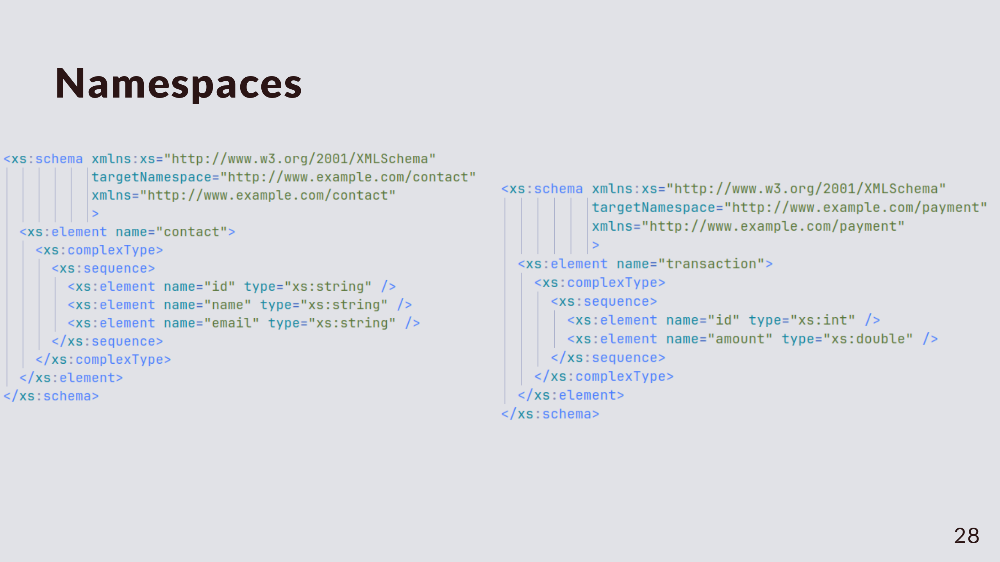 Namespaces
<xs:schema xmlns:xs="http://www.w3.org/2001/XMLSchema"
targetNamespace="http://www.example.com/contact"
xmlns="http://www.example.com/contact"
>
<xs:element name="contact">
<xs:complexType>
<xs:sequence>
<xs:element name="id" type="xs:string" />
<xs:element name="name" type="xs:string" />
<xs:element name="email" type="xs:string" />
</xs:sequence>
</xs:complexType>
</xs:element>
</xs:schema>
<xs:schema xmlns:xs="http://www.w3.org/2001/XMLSchema"
targetNamespace="http://www.example.com/payment"
xmlns="http://www.example.com/payment"
>
<xs:element name="transaction">
<xs:complexType>
<xs:sequence>
<xs:element name="id" type="xs:int" />
<xs:element name="amount" type="xs:double" />
</xs:sequence>
</xs:complexType>
</xs:element>
</xs:schema>
28